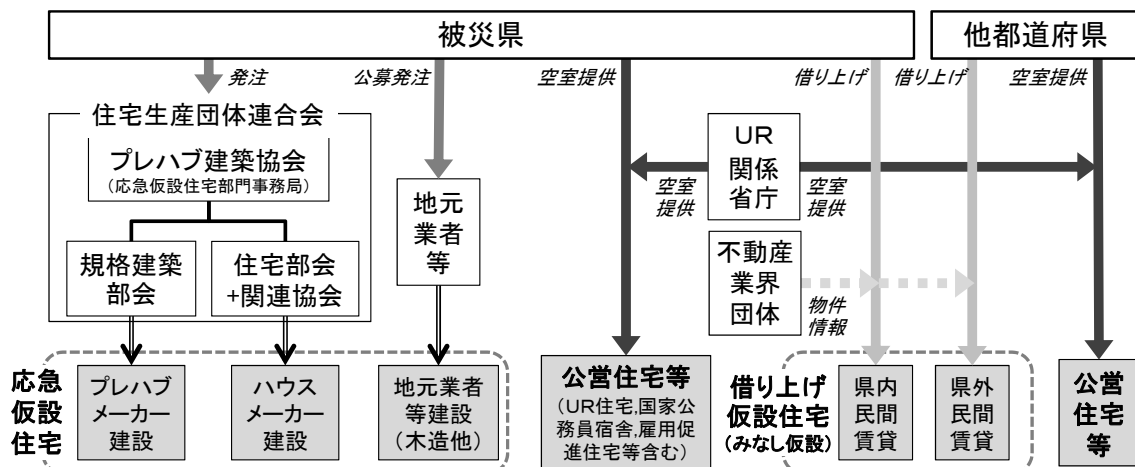 被災県
他都道府県
発注
公募発注
空室提供
借り上げ
借り上げ
空室提供
住宅生産団体連合会
プレハブ建築協会
(応急仮設住宅部門事務局)
規格建築
部会
住宅部会
+関連協会
地元
業者
等
UR
関係
省庁
空室
提供
空室
提供
不動産
業界
団体
物件
情報
応急
仮設
住宅
プレハブ
メーカー
建設
ハウス
メーカー
建設
地元業者
等建設
(木造他)
公営住宅等
(UR住宅,国家公
務員宿舎,雇用促
進住宅等含む)
借り上げ
仮設住宅
(みなし仮設)
県内
民間
賃貸
県外
民間
賃貸
公営
住宅
等